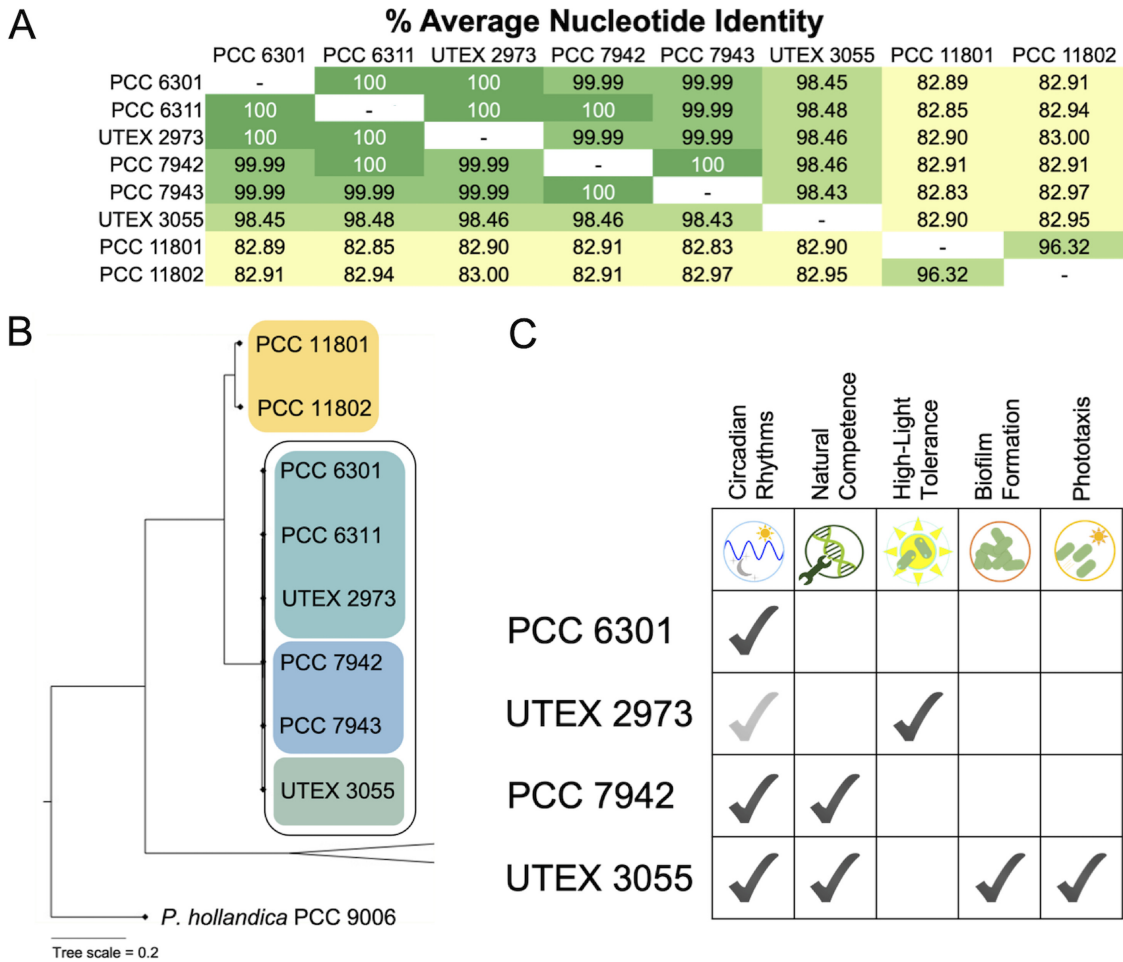 A
% Average Nucleotide Identity
PCC 6301 PCC 6311 UTEX 2973 PCC 7942 PCC 7943 UTEX 3055 PCC 11801 PCC 11802
PCC 6301 - 100 100 99.99 99.99 98.45 82.89 82.91
PCC 6311 100 - 100 100 99.99 98.48 82.85 82.94
UTEX 2973 100 100 - 99.99 99.99 98.46 82.90 83.00
PCC 7942 99.99 100 99.99 - 100 98.46 82.91 82.91
PCC 7943 99.99 99.99 99.99 100 - 98.43 82.83 82.97
UTEX 3055 98.45 98.48 98.46 98.46 98.43 - 82.90 82.95
PCC 11801 82.89 82.85 82.90 82.91 82.83 82.90 - 96.32
PCC 11802 82.91 82.94 83.00 82.91 82.97 82.95 96.32 -
B
PCC 11801
PCC 11802
PCC 6301
PCC 6311
UTEX 2973
PCC 7942
PCC 7943
UTEX 3055
P. hollandica PCC 9006
Tree scale = 0.2
C
Circadian
Rhythms
Natural
Competence
High-Light
Tolerance
Biofilm
Formation
Phototaxis
PCC 6301
UTEX 2973
PCC 7942
UTEX 3055